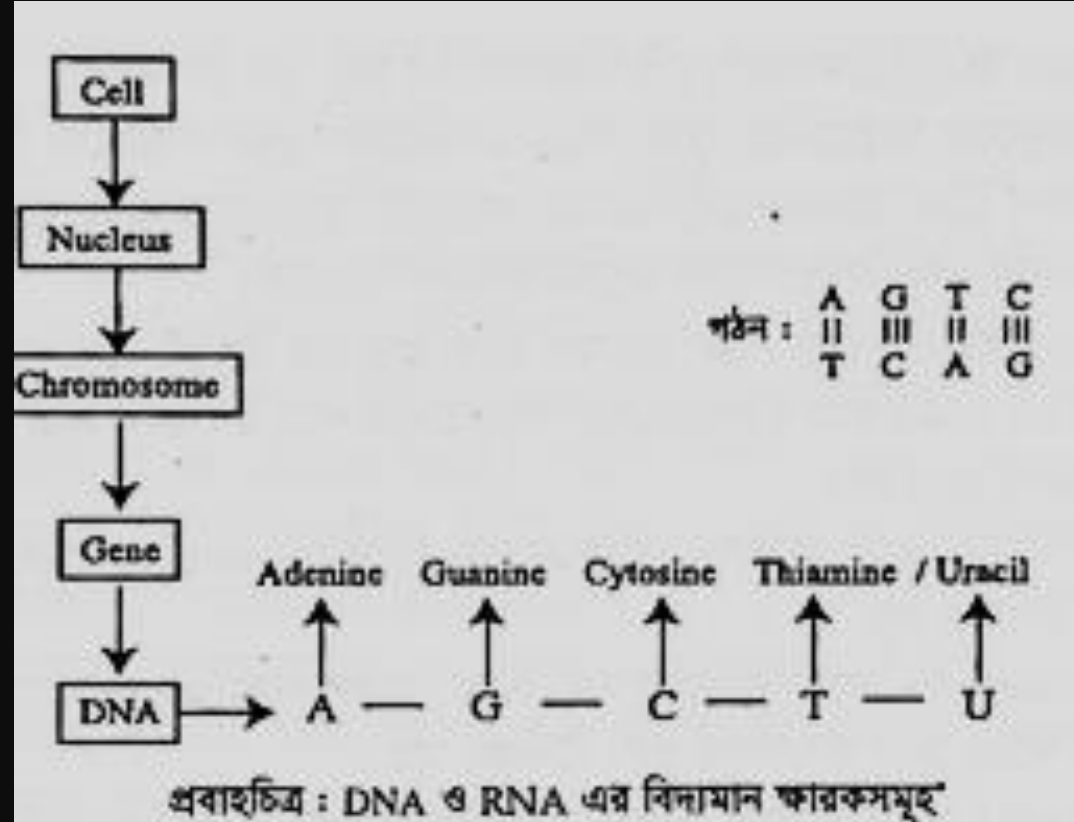 Cell
Nucleus
Chromosome
Gene
DNA
A G T C
গঠন : || ||| || |||
T C A G
Adenine Guanine Cytosine Thiamine / Uracil
A — G — C — T — U
প্রবাহচিত্র : DNA ও RNA এর বিদ্যমান ক্ষারকসমূহ